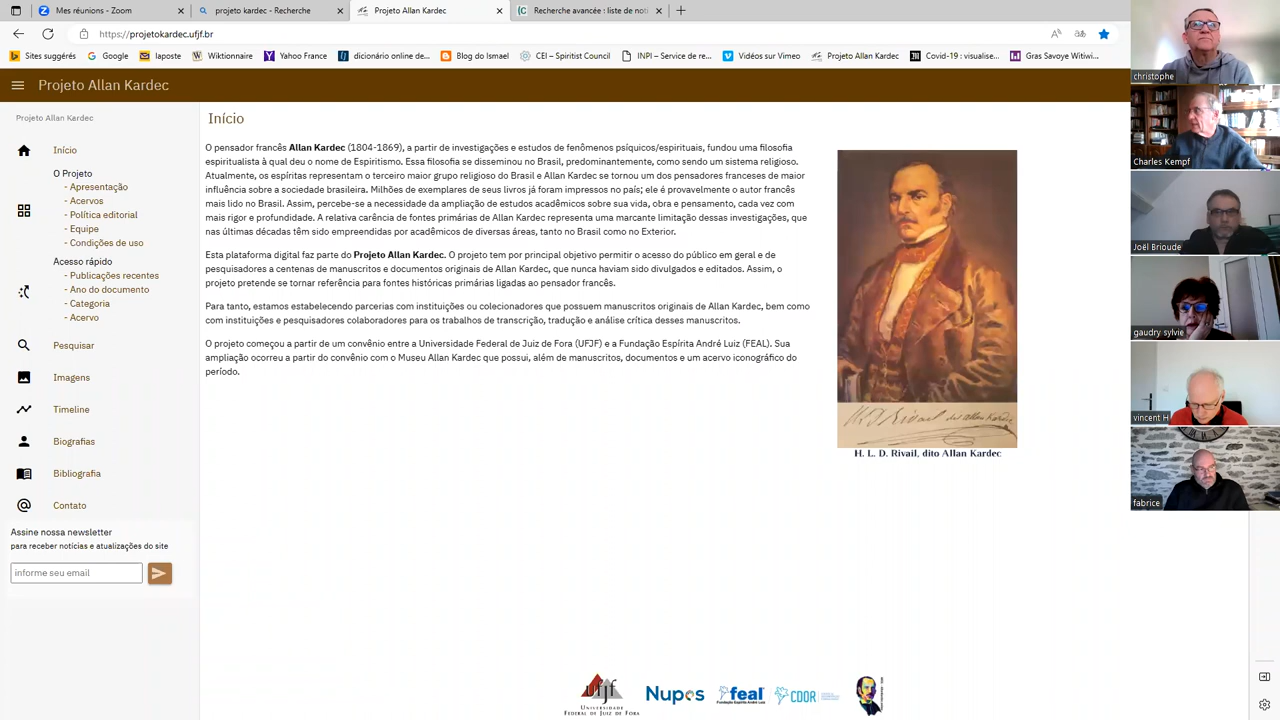 Mes réunions - Zoom
projeto kardec - Recherche
Projeto Allan Kardec
Recherche avancée : liste de noti
https://projetokardec.ufjf.br
Sites suggérés
Google
laposte
Wiktionnaire
Yahoo France
dicionário online de...
Blog do Ismael
CEI – Spiritist Council
INPI – Service de re...
Vidéos sur Vimeo
Projeto Allan Kardec
Covid-19 : visualise...
Gras Savoye Witiwi...
Projeto Allan Kardec
Projeto Allan Kardec
Início
O Projeto
- Apresentação
- Acervos
- Política editorial
- Equipe
- Condições de uso
Acesso rápido
- Publicações recentes
- Ano do documento
- Categoria
- Acervo
Pesquisar
Imagens
Timeline
Biografias
Bibliografia
Contato
Assine nossa newsletter
para receber notícias e atualizações do site
informe seu email
Início
O pensador francês Allan Kardec (1804-1869), a partir de investigações e estudos de fenômenos psíquicos/espirituais, fundou uma filosofia
espiritualista à qual deu o nome de Espiritismo. Essa filosofia se disseminou no Brasil, predominantemente, como sendo um sistema religioso.
Atualmente, os espíritas representam o terceiro maior grupo religioso do Brasil e Allan Kardec se tornou um dos pensadores franceses de maior
influência sobre a sociedade brasileira. Milhões de exemplares de seus livros já foram impressos no país; ele é provavelmente o autor francês
mais lido no Brasil. Assim, percebe-se a necessidade da ampliação de estudos acadêmicos sobre sua vida, obra e pensamento, cada vez com
mais rigor e profundidade. A relativa carência de fontes primárias de Allan Kardec representa uma marcante limitação dessas investigações, que
nas últimas décadas têm sido empreendidas por acadêmicos de diversas áreas, tanto no Brasil como no Exterior.
Esta plataforma digital faz parte do Projeto Allan Kardec. O projeto tem por principal objetivo permitir o acesso do público em geral e de
pesquisadores a centenas de manuscritos e documentos originais de Allan Kardec, que nunca haviam sido divulgados e editados. Assim, o
projeto pretende se tornar referência para fontes históricas primárias ligadas ao pensador francês.
Para tanto, estamos estabelecendo parcerias com instituições ou colecionadores que possuem manuscritos originais de Allan Kardec, bem como
com instituições e pesquisadores colaboradores para os trabalhos de transcrição, tradução e análise crítica desses manuscritos.
O projeto começou a partir de um convênio entre a Universidade Federal de Juiz de Fora (UFJF) e a Fundação Espírita André Luiz (FEAL). Sua
ampliação ocorreu a partir do convênio com o Museu Allan Kardec que possui, além de manuscritos, documentos e um acervo iconográfico do
período.
H. L. D. Rivail dit Allan Kardec
H. L. D. Rivail, dito Allan Kardec
ufjf
UNIVERSIDADE
FEDERAL DE JUIZ DE FORA
Nupes
feal
Fundação Espírita André Luiz
CDOR
christophe
Charles Kempf
Joël Brioude
gaudry sylvie
vincent H
fabrice